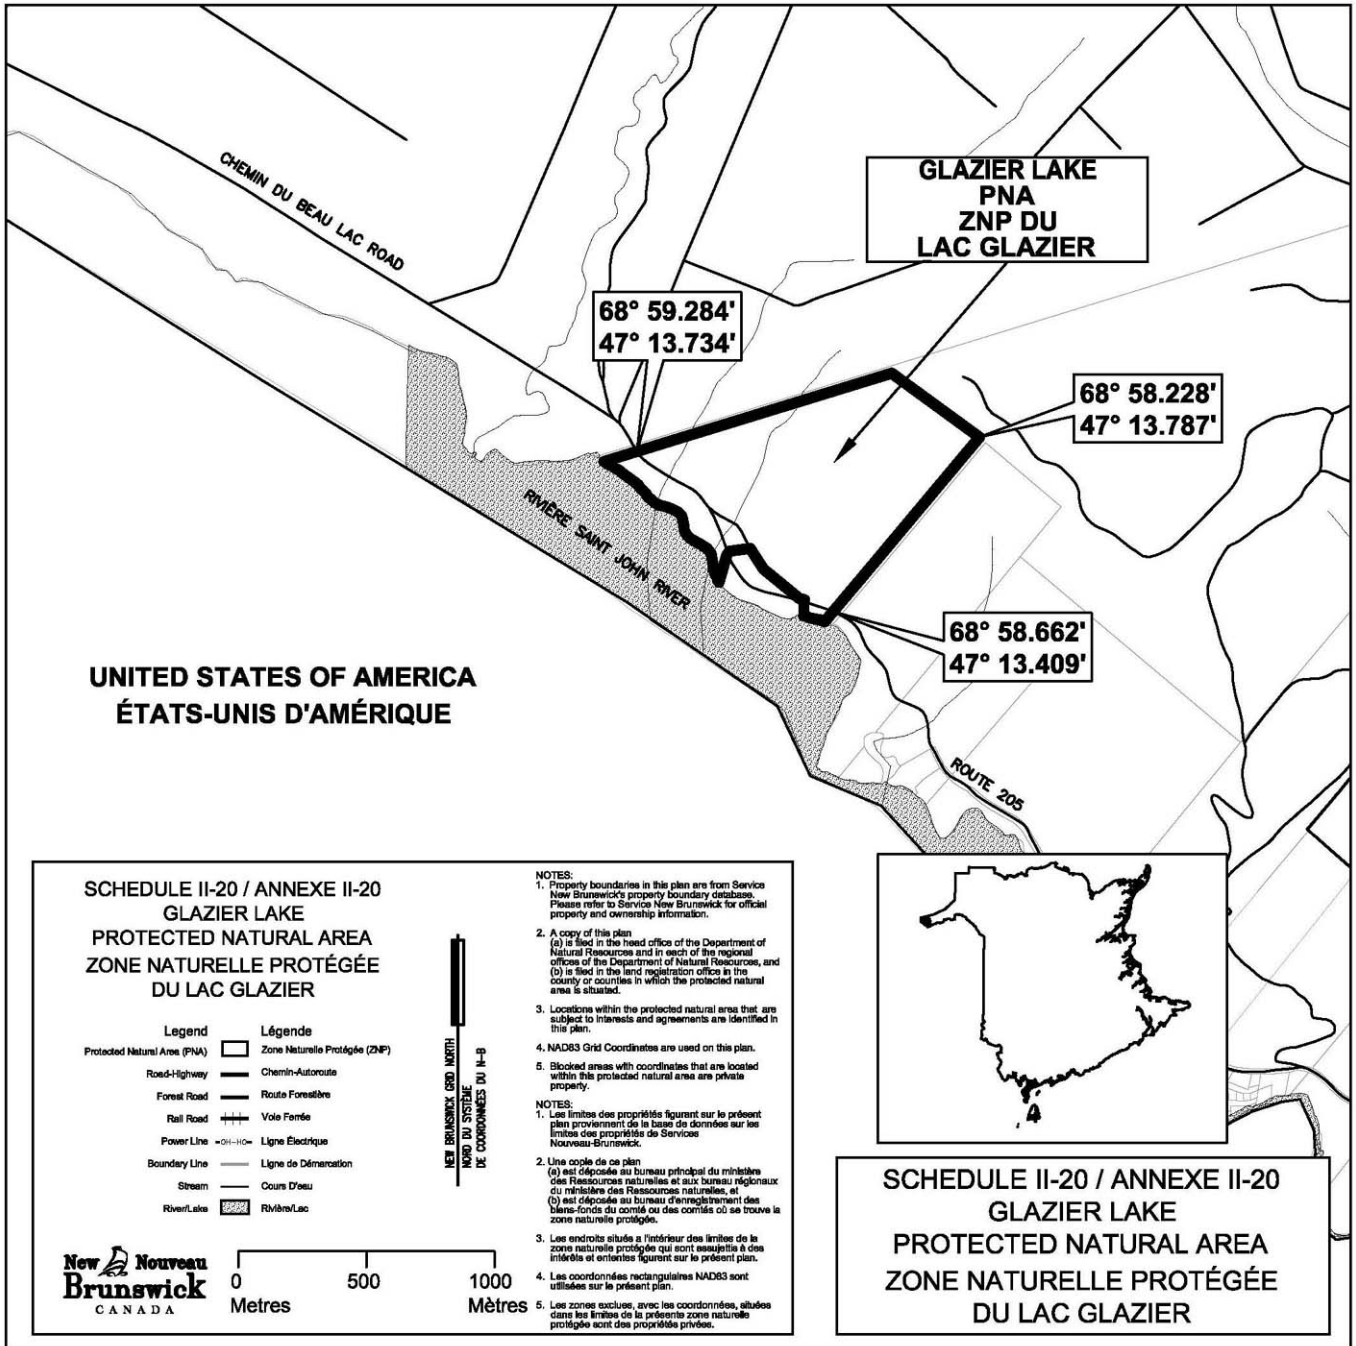 CHEMIN DU BEAU LAC ROAD
GLAZIER LAKE
PNA
ZNP DU
LAC GLAZIER
68° 59.284'
47° 13.734'
68° 58.228'
47° 13.787'
RIVIÈRE SAINT JOHN RIVER
68° 58.662'
47° 13.409'
UNITED STATES OF AMERICA
ÉTATS-UNIS D'AMÉRIQUE
ROUTE 205
SCHEDULE II-20 / ANNEXE II-20
GLAZIER LAKE
PROTECTED NATURAL AREA
ZONE NATURELLE PROTÉGÉE
DU LAC GLAZIER
Legend Légende
Protected Natural Area (PNA) Zone Naturelle Protégée (ZNP)
Road-Highway Chemin-Autoroute
Forest Road Route Forestière
Rail Road Voie Ferrée
Power Line OH-HO Ligne Électrique
Boundary Line Ligne de Démarcation
Stream Cours D'eau
River/Lake Rivière/Lac
NEW BRUNSWICK GRID NORTH
NORD DU SYSTÈME
DE COORDONNÉES DU N-B
New Nouveau
Brunswick
CANADA
0 500 1000
Metres Mètres
NOTES:
1. Property boundaries in this plan are from Service
New Brunswick's property boundary database.
Please refer to Service New Brunswick for official
property and ownership information.
2. A copy of this plan
(a) is filed in the head office of the Department of
Natural Resources and in each of the regional
offices of the Department of Natural Resources, and
(b) is filed in the land registration office in the
county or counties in which the protected natural
area is situated.
3. Locations within the protected natural area that are
subject to interests and agreements are identified in
this plan.
4. NAD83 Grid Coordinates are used on this plan.
5. Blocked areas with coordinates that are located
within this protected natural area are private
property.
NOTES:
1. Les limites des propriétés figurant sur le présent
plan proviennent de la base de données sur les
limites des propriétés de Services
Nouveau-Brunswick.
2. Une copie de ce plan
(a) est déposée au bureau principal du ministère
des Ressources naturelles et aux bureau régionaux
du ministère des Ressources naturelles, et
(b) est déposée au bureau d'enregistrement des
biens-fonds du comté ou des comtés où se trouve la
zone naturelle protégée.
3. Les endroits situés a l'intérieur des limites de la
zone naturelle protégée qui sont assujettis à des
intérêts et ententes figurent sur le présent plan.
4. Les coordonnées rectangulaires NAD83 sont
utilisées sur le présent plan.
5. Les zones exclues, avec les coordonnées, situées
dans les limites de la présente zone naturelle
protégée sont des propriétés privées.
SCHEDULE II-20 / ANNEXE II-20
GLAZIER LAKE
PROTECTED NATURAL AREA
ZONE NATURELLE PROTÉGÉE
DU LAC GLAZIER